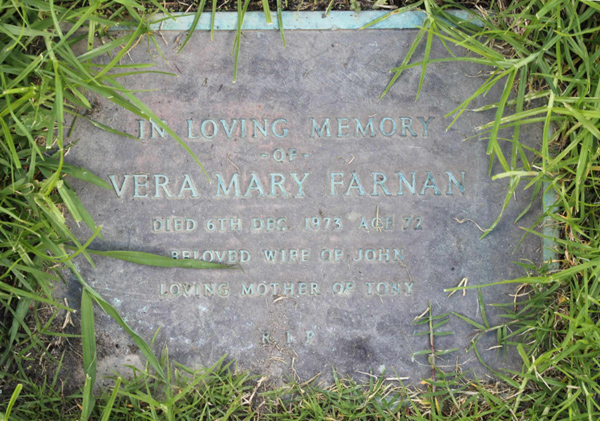 IN LOVING MEMORY
- OF -
VERA MARY FARNAN
DIED 6TH DEC. 1973 AGE 72
BELOVED WIFE OF JOHN
LOVING MOTHER OF TONY
R.I.P.